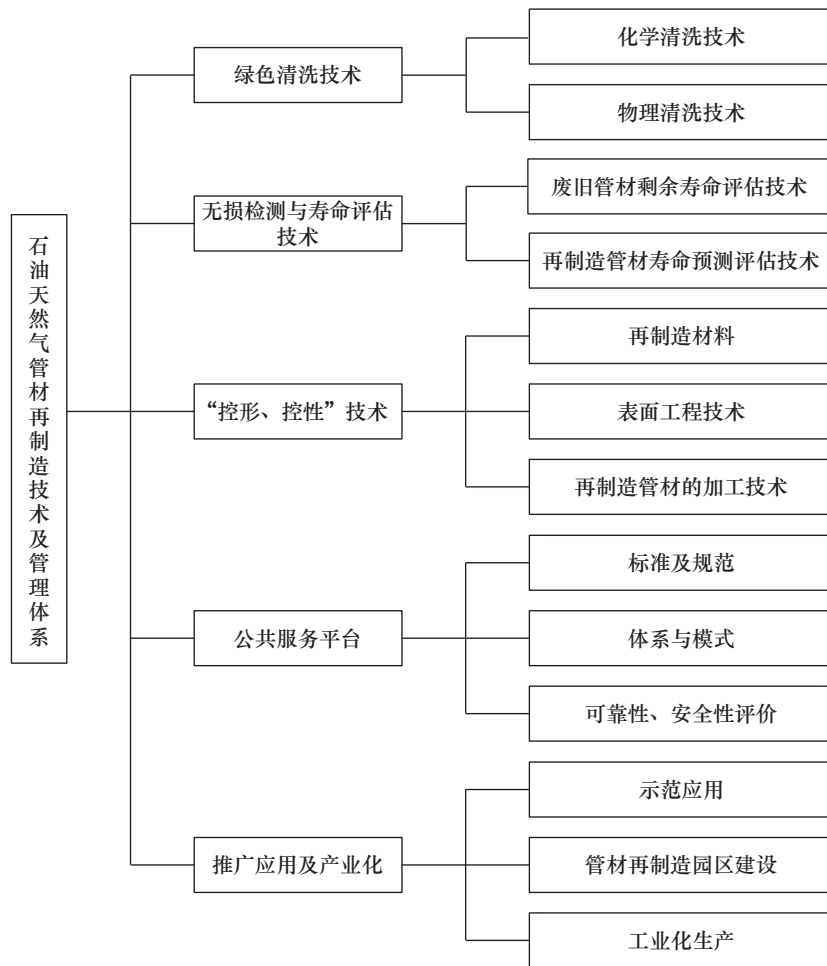 石油天然气管材再制造技术及管理体系
绿色清洗技术
化学清洗技术
物理清洗技术
无损检测与寿命评估
技术
废旧管材剩余寿命评估技术
再制造管材寿命预测评估技术
“控形、控性”技术
再制造材料
表面工程技术
再制造管材的加工技术
公共服务平台
标准及规范
体系与模式
可靠性、安全性评价
推广应用及产业化
示范应用
管材再制造园区建设
工业化生产